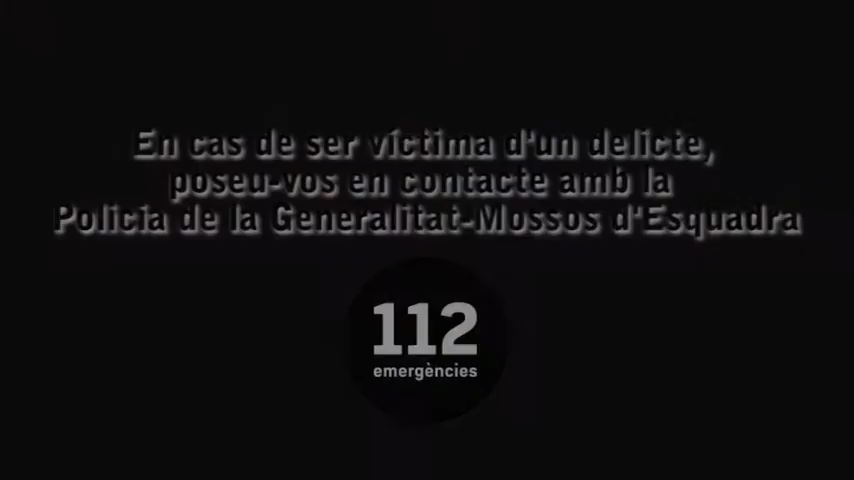 En cas de ser víctima d'un delicte,
poseu-vos en contacte amb la
Policia de la Generalitat-Mossos d'Esquadra
112
emergències